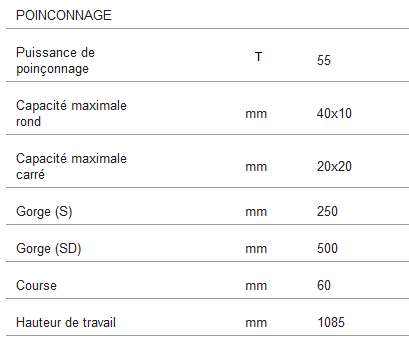 POINCONNAGE
Puissance de
poinçonnage T 55
Capacité maximale
rond mm 40x10
Capacité maximale
carré mm 20x20
Gorge (S) mm 250
Gorge (SD) mm 500
Course mm 60
Hauteur de travail mm 1085